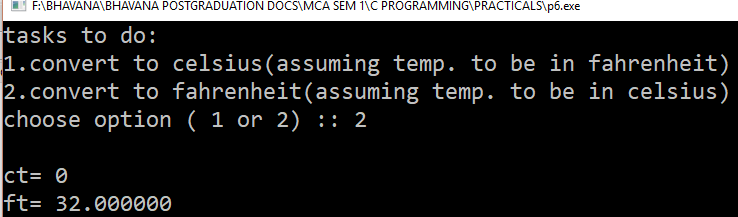 F:\BHAVANA\BHAVANA POSTGRADUATION DOCS\MCA SEM 1\C PROGRAMMING\PRACTICALS\p6.exe
tasks to do:
1.convert to celsius(assuming temp. to be in fahrenheit)
2.convert to fahrenheit(assuming temp. to be in celsius)
choose option ( 1 or 2) :: 2
ct= 0
ft= 32.000000